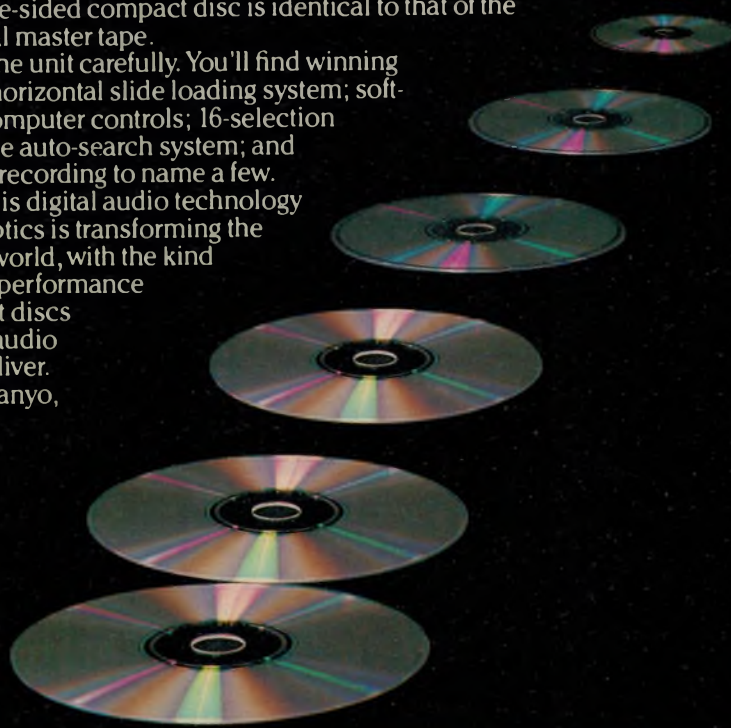 e-sided compact disc is identical to that of the
l master tape.
ne unit carefully. You'll find winning
horizontal slide loading system; soft-
omputer controls; 16-selection
e auto-search system; and
recording to name a few.
is digital audio technology
ptics is transforming the
world, with the kind
performance
t discs
audio
liver.
anyo,